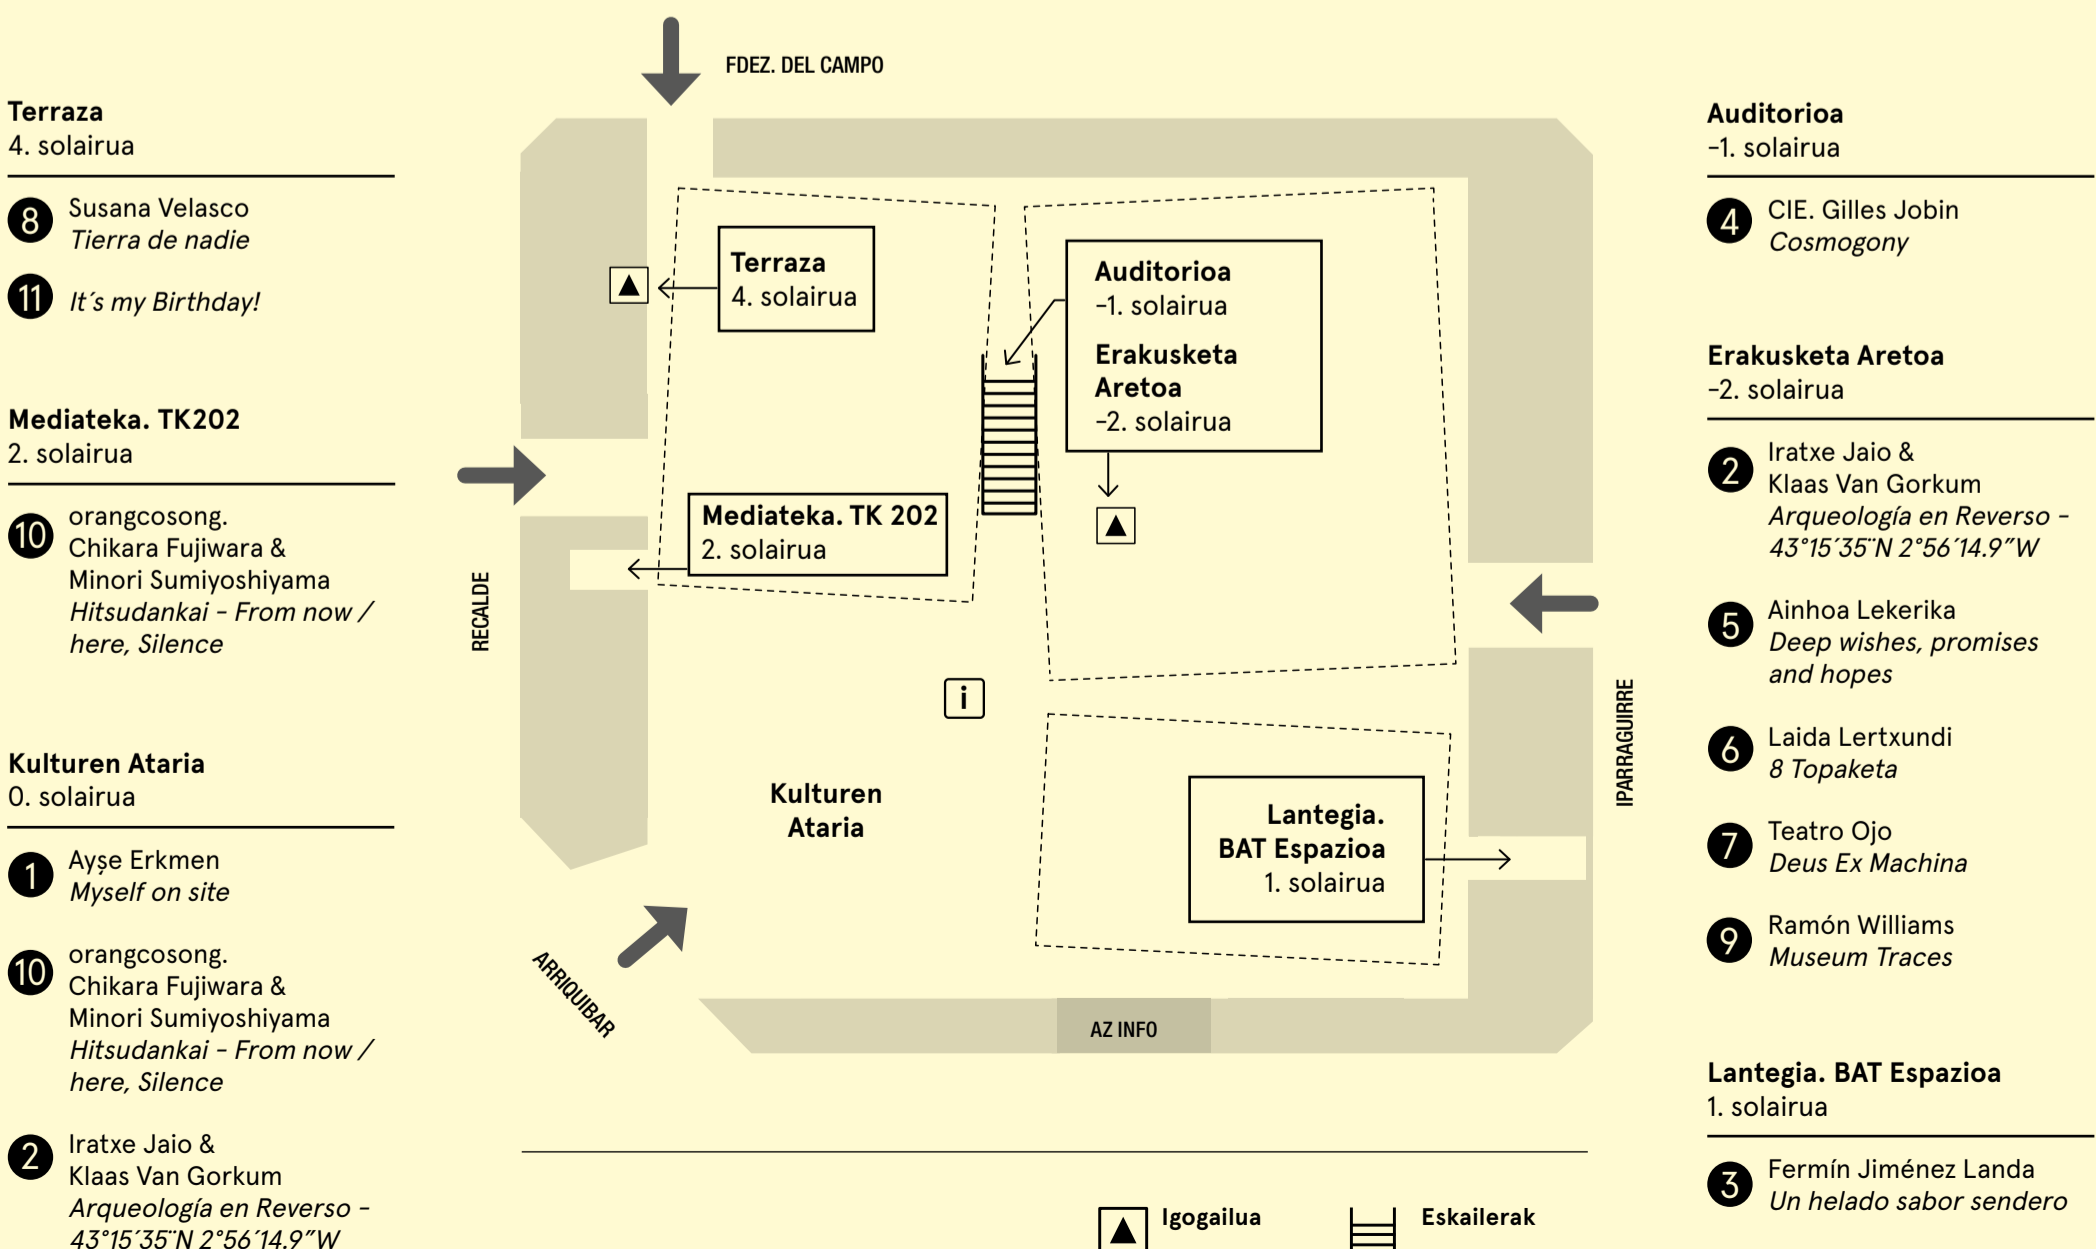 Terraza
4. solairua
8
Susana Velasco
Tierra de nadie
11
It´s my Birthday!
Mediateka. TK202
2. solairua
10
orangcosong.
Chikara Fujiwara &
Minori Sumiyoshiyama
Hitsudankai - From now /
here, Silence
Kulturen Ataria
0. solairua
1
Ayşe Erkmen
Myself on site
10
orangcosong.
Chikara Fujiwara &
Minori Sumiyoshiyama
Hitsudankai - From now /
here, Silence
2
Iratxe Jaio &
Klaas Van Gorkum
Arqueología en Reverso -
43°15´35¨N 2°56´14.9”W
FDEZ. DEL CAMPO
Terraza
4. solairua
Auditorioa
-1. solairua
Erakusketa
Aretoa
-2. solairua
Mediateka. TK 202
2. solairua
RECALDE
i
IPARRAGUIRRE
Kulturen
Ataria
Lantegia.
BAT Espazioa
1. solairua
ARRIQUIBAR
AZ INFO
Igogailua
Eskailerak
Auditorioa
-1. solairua
4
CIE. Gilles Jobin
Cosmogony
Erakusketa Aretoa
-2. solairua
2
Iratxe Jaio &
Klaas Van Gorkum
Arqueología en Reverso -
43°15´35¨N 2°56´14.9”W
5
Ainhoa Lekerika
Deep wishes, promises
and hopes
6
Laida Lertxundi
8 Topaketa
7
Teatro Ojo
Deus Ex Machina
9
Ramón Williams
Museum Traces
Lantegia. BAT Espazioa
1. solairua
3
Fermín Jiménez Landa
Un helado sabor sendero